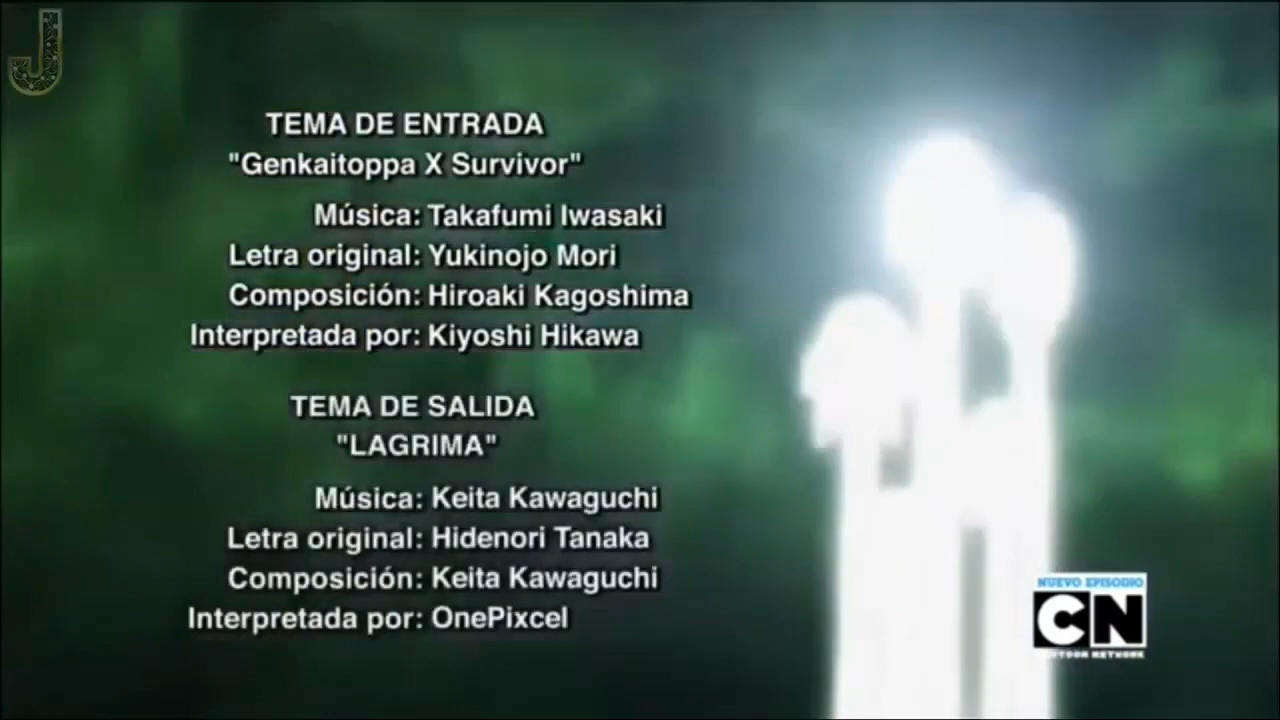 J
TEMA DE ENTRADA
"Genkaitoppa X Survivor"
Música: Takafumi Iwasaki
Letra original: Yukinojo Mori
Composición: Hiroaki Kagoshima
Interpretada por: Kiyoshi Hikawa
TEMA DE SALIDA
"LAGRIMA"
Música: Keita Kawaguchi
Letra original: Hidenori Tanaka
Composición: Keita Kawaguchi
Interpretada por: OnePixcel
NUEVO EPISODIO
CN
CARTOON NETWORK